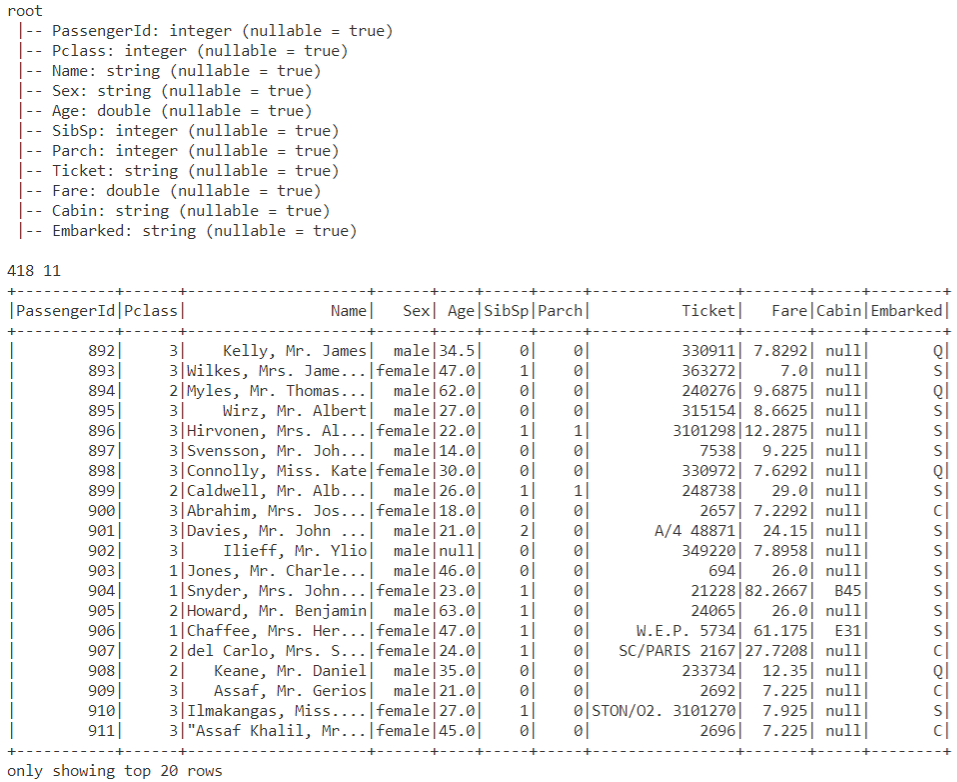 root
 |-- PassengerId: integer (nullable = true)
 |-- Pclass: integer (nullable = true)
 |-- Name: string (nullable = true)
 |-- Sex: string (nullable = true)
 |-- Age: double (nullable = true)
 |-- SibSp: integer (nullable = true)
 |-- Parch: integer (nullable = true)
 |-- Ticket: string (nullable = true)
 |-- Fare: double (nullable = true)
 |-- Cabin: string (nullable = true)
 |-- Embarked: string (nullable = true)

418 11
+-----------+------+--------------------+------+----+-----+-----+----------------+-------+-----+--------+
|PassengerId|Pclass|                Name|   Sex| Age|SibSp|Parch|          Ticket|   Fare|Cabin|Embarked|
+-----------+------+--------------------+------+----+-----+-----+----------------+-------+-----+--------+
|        892|     3|    Kelly, Mr. James|  male|34.5|    0|    0|          330911| 7.8292| null|       Q|
|        893|     3|Wilkes, Mrs. Jame...|female|47.0|    1|    0|          363272|    7.0| null|       S|
|        894|     2|Myles, Mr. Thomas...|  male|62.0|    0|    0|          240276| 9.6875| null|       Q|
|        895|     3|    Wirz, Mr. Albert|  male|27.0|    0|    0|          315154| 8.6625| null|       S|
|        896|     3|Hirvonen, Mrs. Al...|female|22.0|    1|    1|         3101298|12.2875| null|       S|
|        897|     3|Svensson, Mr. Joh...|  male|14.0|    0|    0|            7538|  9.225| null|       S|
|        898|     3|Connolly, Miss. Kate|female|30.0|    0|    0|          330972| 7.6292| null|       Q|
|        899|     2|Caldwell, Mr. Alb...|  male|26.0|    1|    1|          248738|   29.0| null|       S|
|        900|     3|Abrahim, Mrs. Jos...|female|18.0|    0|    0|            2657| 7.2292| null|       C|
|        901|     3|Davies, Mr. John ...|  male|21.0|    2|    0|       A/4 48871|  24.15| null|       S|
|        902|     3|    Ilieff, Mr. Ylio|  male|null|    0|    0|          349220| 7.8958| null|       S|
|        903|     1|Jones, Mr. Charle...|  male|46.0|    0|    0|             694|   26.0| null|       S|
|        904|     1|Snyder, Mrs. John...|female|23.0|    1|    0|           21228|82.2667|  B45|       S|
|        905|     2|Howard, Mr. Benjamin|  male|63.0|    1|    0|           24065|   26.0| null|       S|
|        906|     1|Chaffee, Mrs. Her...|female|47.0|    1|    0|     W.E.P. 5734| 61.175|  E31|       S|
|        907|     2|del Carlo, Mrs. S...|female|24.0|    1|    0|   SC/PARIS 2167|27.7208| null|       C|
|        908|     2|   Keane, Mr. Daniel|  male|35.0|    0|    0|          233734|  12.35| null|       Q|
|        909|     3|   Assaf, Mr. Gerios|  male|21.0|    0|    0|            2692|  7.225| null|       C|
|        910|     3|Ilmakangas, Miss....|female|27.0|    1|    0|STON/O2. 3101270|  7.925| null|       S|
|        911|     3|"Assaf Khalil, Mr...|female|45.0|    0|    0|            2696|  7.225| null|       C|
+-----------+------+--------------------+------+----+-----+-----+----------------+-------+-----+--------+
only showing top 20 rows